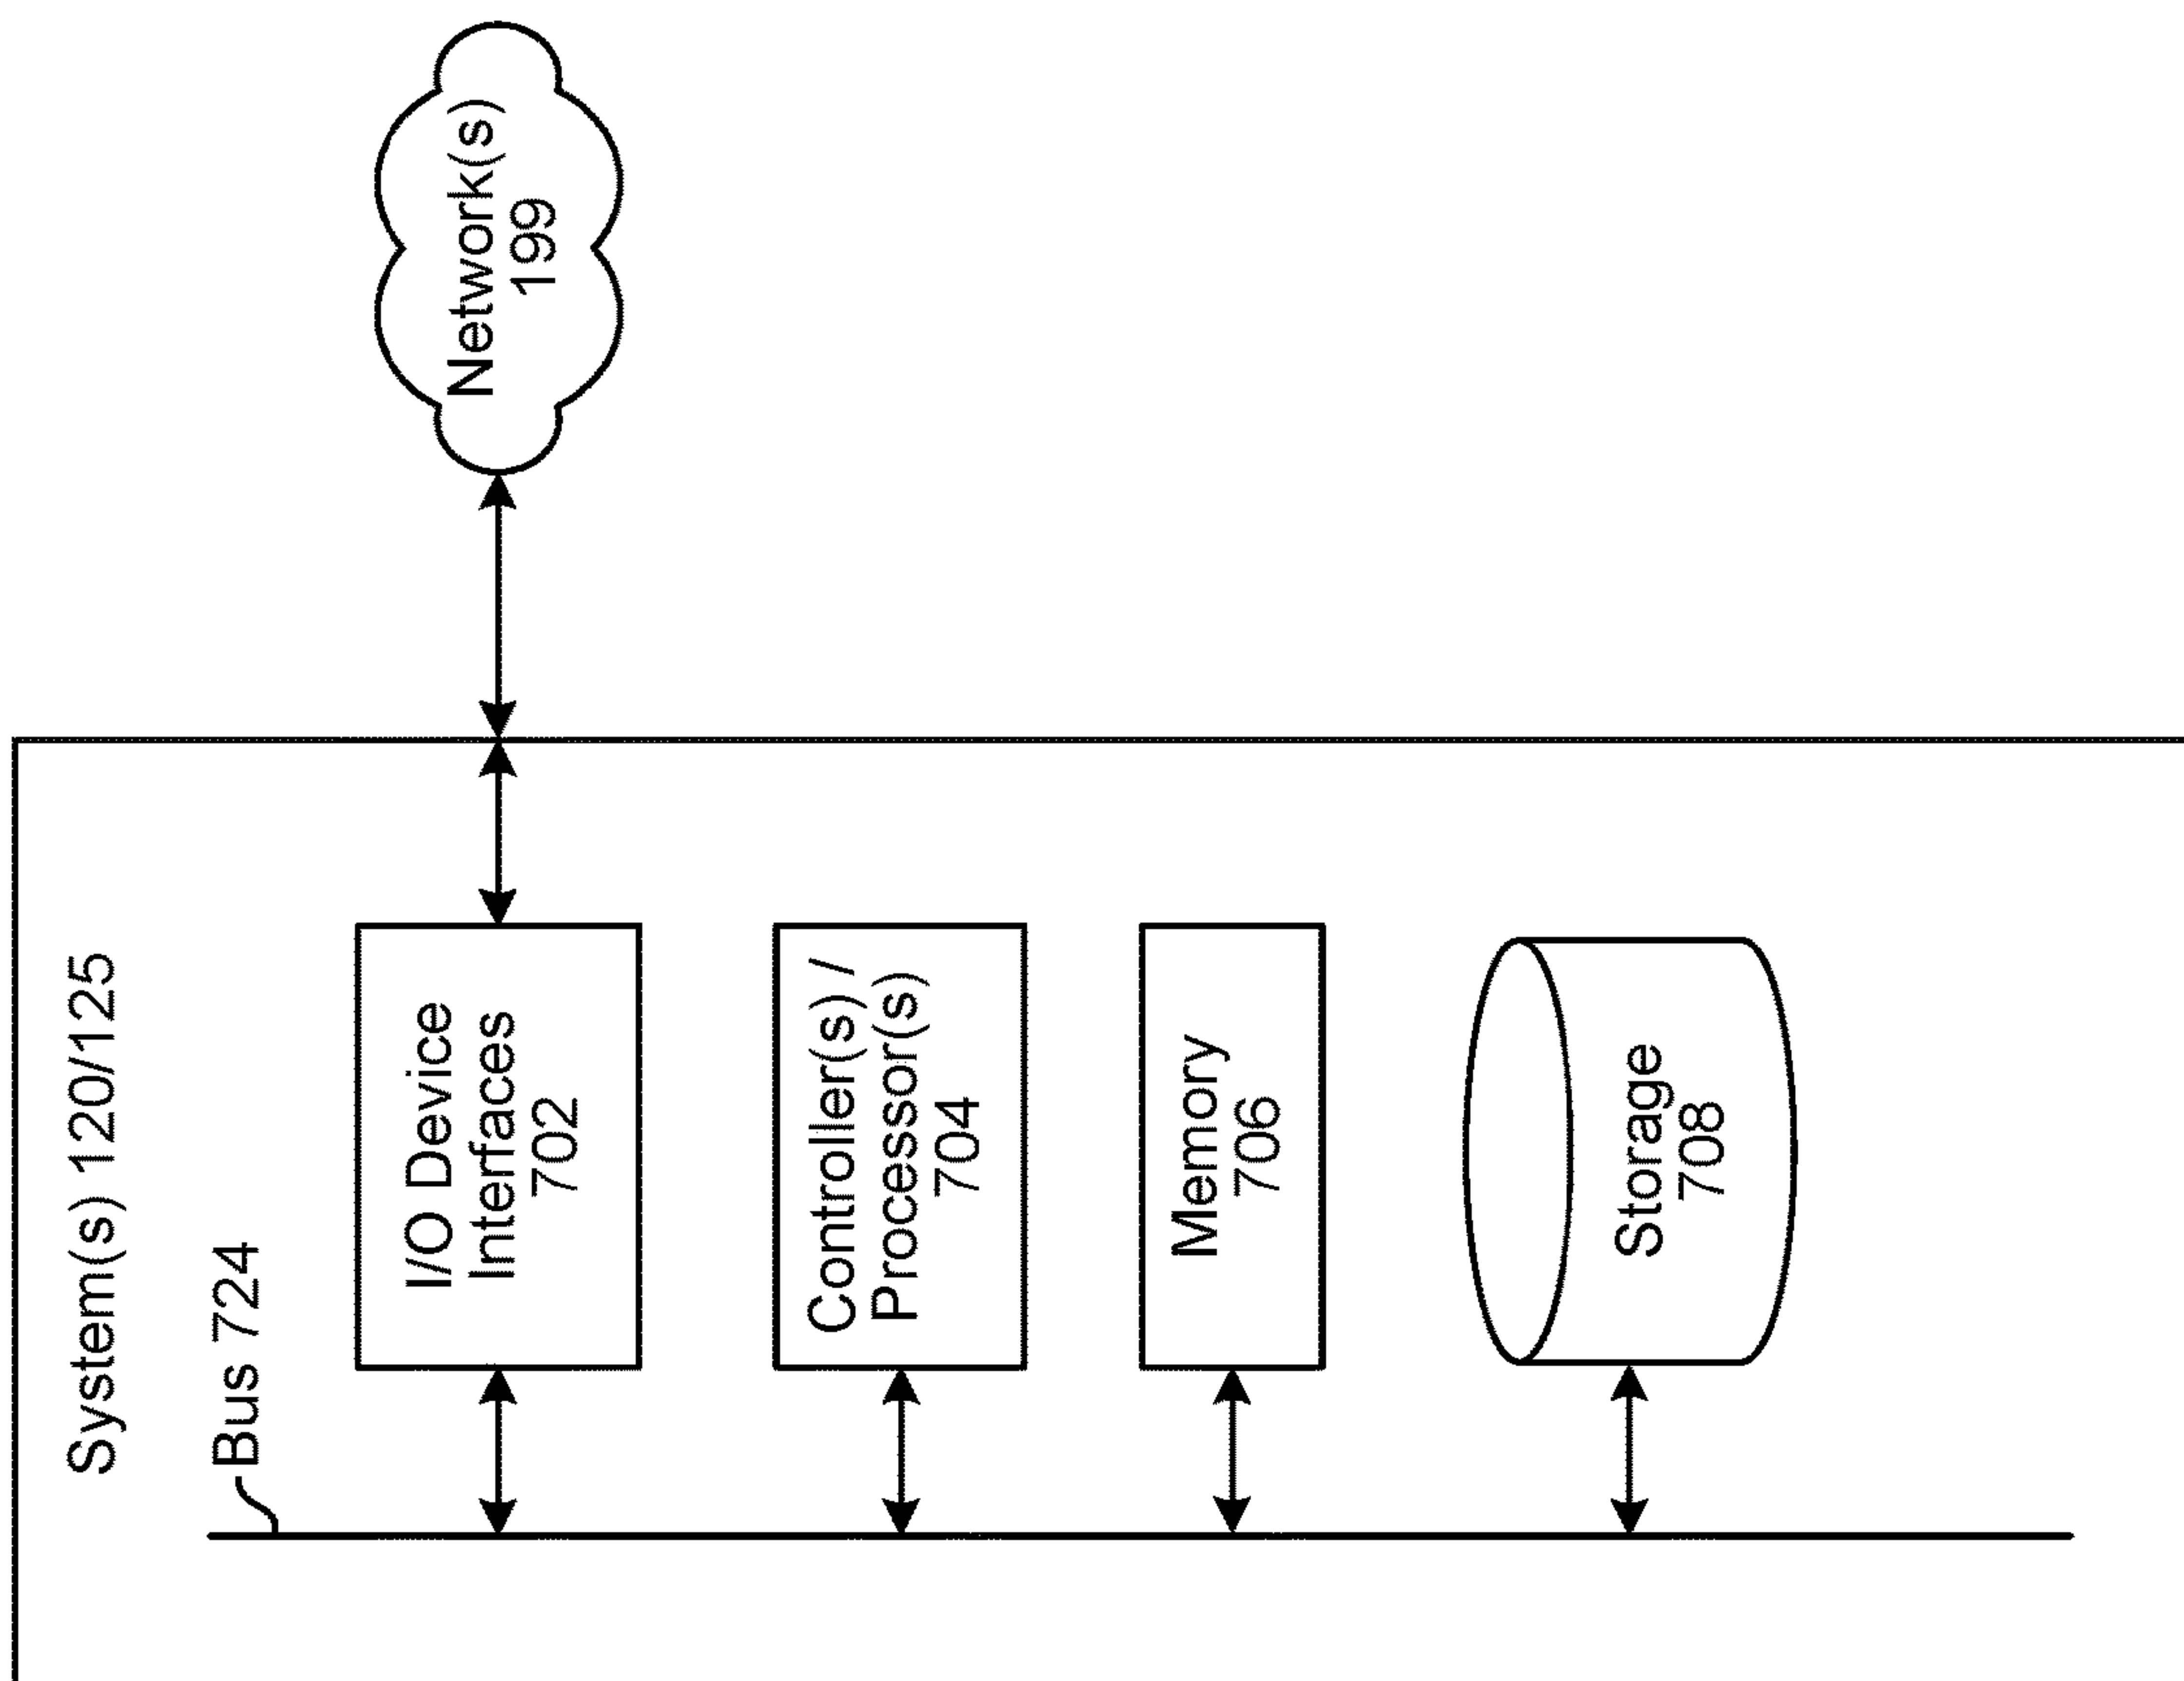 System(s) 120/125
Bus 724
I/O Device
Interfaces
702
Network(s)
199
Controller(s) /
Processor(s)
704
Memory
706
Storage
708